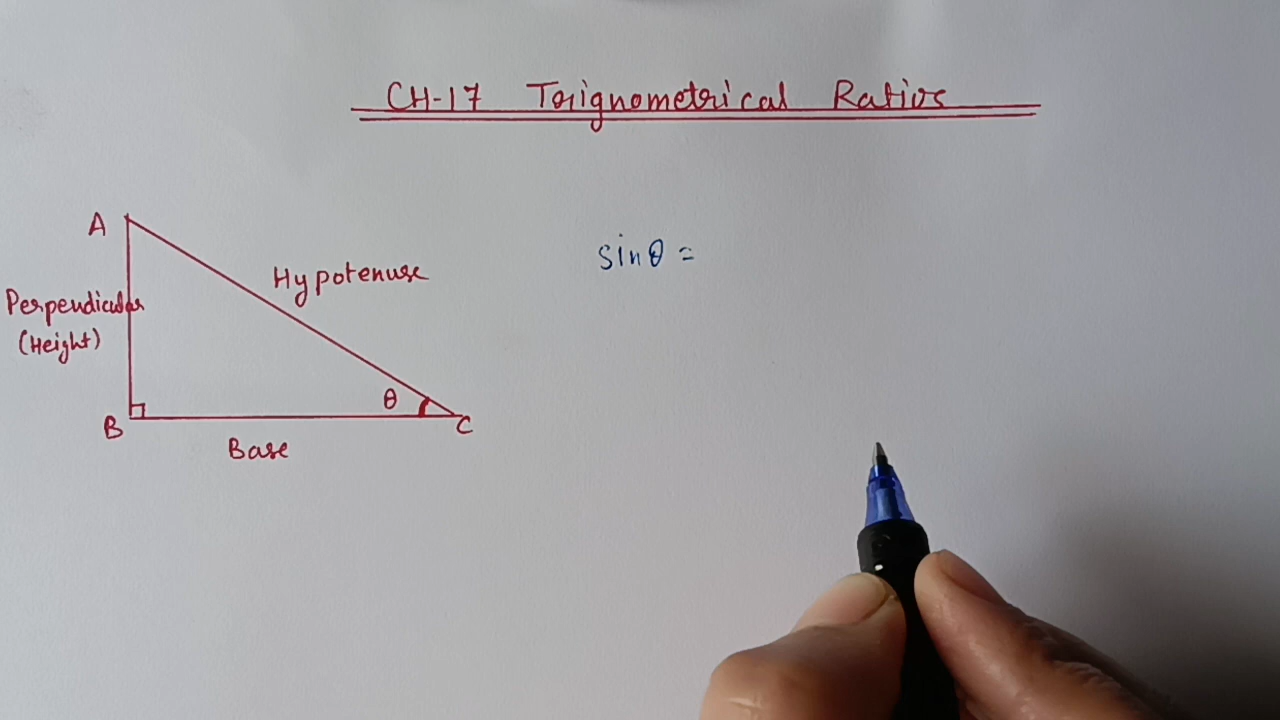 CH-17 Trignometrical Ratios
A
Hypotenuse
Perpendicular
(Height)
θ
B
C
Base
sinθ =